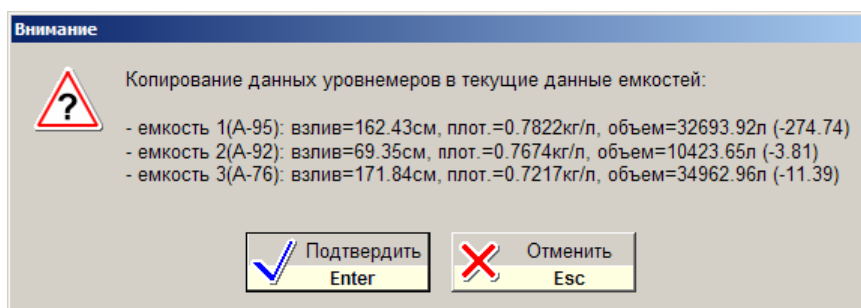 Внимание
?
Копирование данных уровнемеров в текущие данные емкостей:
- емкость 1(А-95): взлив=162.43см, плот.=0.7822кг/л, объем=32693.92л (-274.74)
- емкость 2(А-92): взлив=69.35см, плот.=0.7674кг/л, объем=10423.65л (-3.81)
- емкость 3(А-76): взлив=171.84см, плот.=0.7217кг/л, объем=34962.96л (-11.39)
Подтвердить
Enter
Отменить
Esc